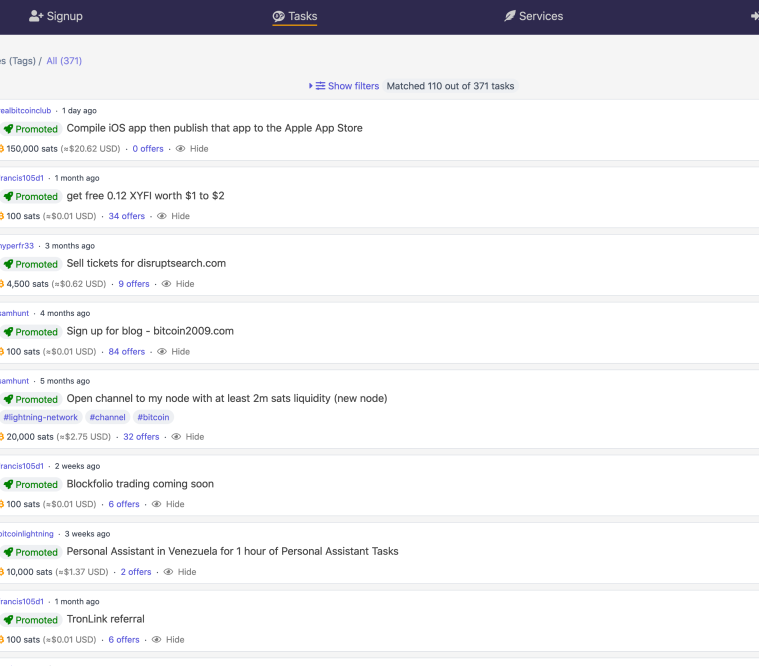 Signup
Tasks
Services
es (Tags) / All (371)
Show filters Matched 110 out of 371 tasks
realbitcoinclub · 1 day ago
Promoted Compile iOS app then publish that app to the Apple App Store
150,000 sats (≈$20.62 USD) · 0 offers · Hide
rancis105d1 · 1 month ago
Promoted get free 0.12 XYFI worth $1 to $2
100 sats (≈$0.01 USD) · 34 offers · Hide
hyperfr33 · 3 months ago
Promoted Sell tickets for disruptsearch.com
4,500 sats (≈$0.62 USD) · 9 offers · Hide
samhunt · 4 months ago
Promoted Sign up for blog - bitcoin2009.com
100 sats (≈$0.01 USD) · 84 offers · Hide
samhunt · 5 months ago
Promoted Open channel to my node with at least 2m sats liquidity (new node)
#lightning-network #channel #bitcoin
20,000 sats (≈$2.75 USD) · 32 offers · Hide
rancis105d1 · 2 weeks ago
Promoted Blockfolio trading coming soon
100 sats (≈$0.01 USD) · 6 offers · Hide
bitcoinlightning · 3 weeks ago
Promoted Personal Assistant in Venezuela for 1 hour of Personal Assistant Tasks
10,000 sats (≈$1.37 USD) · 2 offers · Hide
rancis105d1 · 1 month ago
Promoted TronLink referral
100 sats (≈$0.01 USD) · 6 offers · Hide